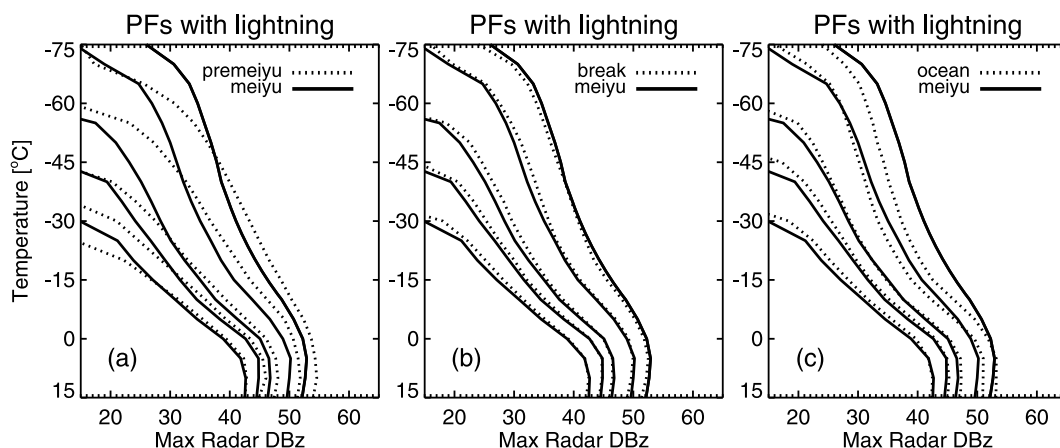 PFs with lightning
PFs with lightning
PFs with lightning
-75
-60
-45
-30
-15
0
15
Temperature [°C]
premeiyu
meiyu
(a)
20 30 40 50 60
Max Radar DBz
-75
-60
-45
-30
-15
0
15
break
meiyu
(b)
20 30 40 50 60
Max Radar DBz
-75
-60
-45
-30
-15
0
15
ocean
meiyu
(c)
20 30 40 50 60
Max Radar DBz